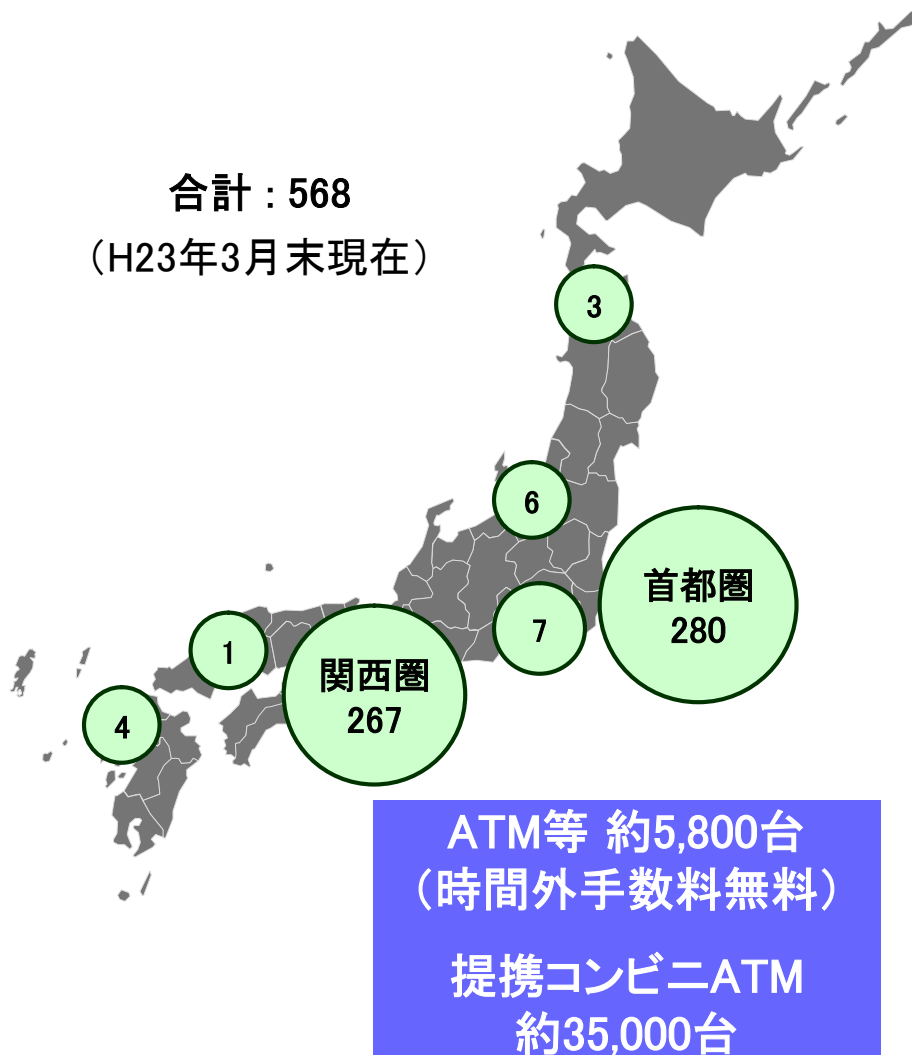 合計：568
（H23年3月末現在）
3
6
首都圏
280
7
1
関西圏
267
4
ATM等 約5,800台
（時間外手数料無料）
提携コンビニATM
約35,000台